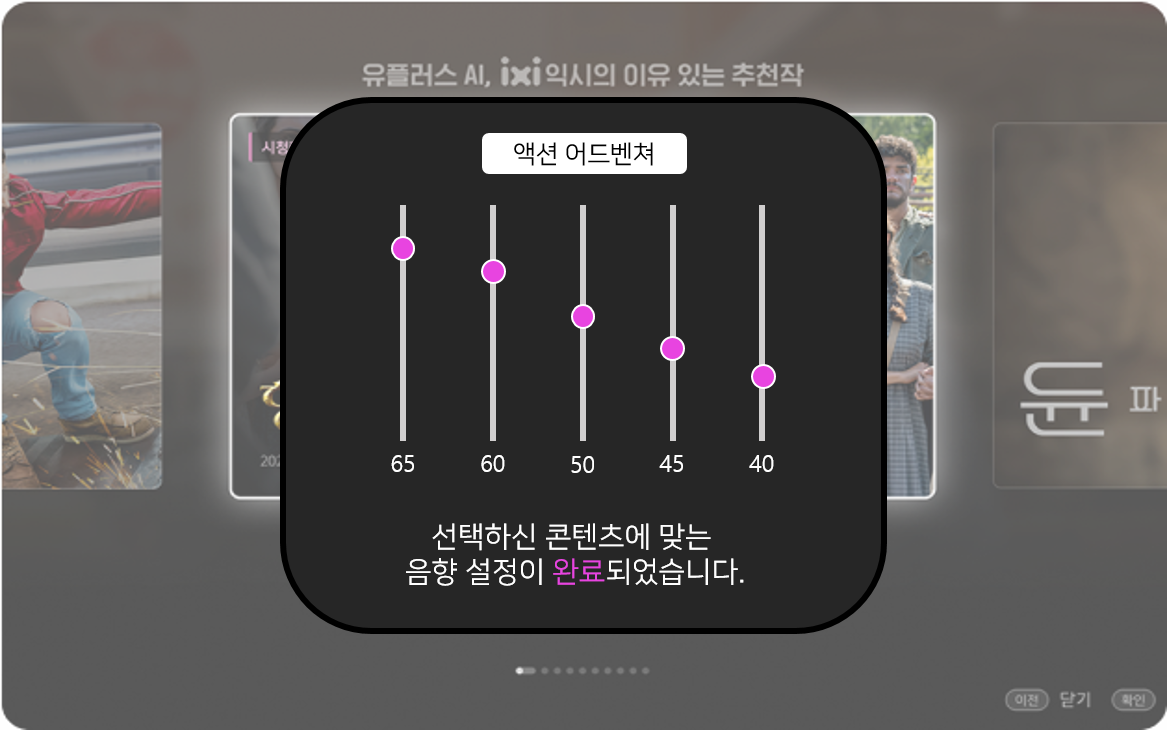 유플러스 AI, ixi 익시의 이유 있는 추천작
시청
액션 어드벤쳐
65 60 50 45 40
202
듄 파
선택하신 콘텐츠에 맞는
음향 설정이 완료되었습니다.
이전 닫기 확인